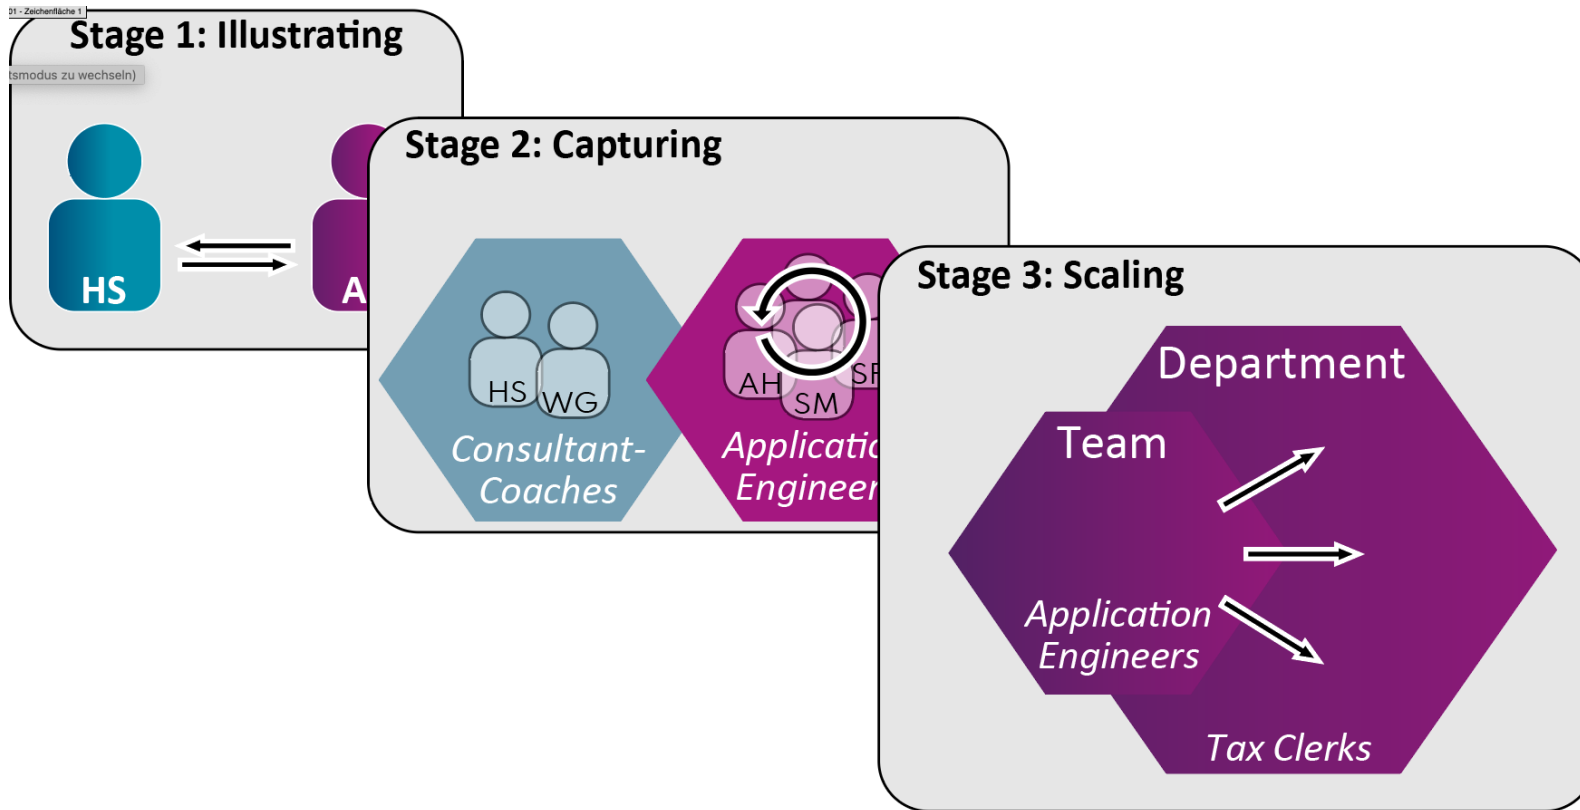 01 - Zeichenfläche 1
Stage 1: Illustrating
tsmodus zu wechseln)
HS
A
Stage 2: Capturing
HS
WG
AH
SM
Consultant-
Coaches
Applicatio
Engineer
Stage 3: Scaling
Department
Team
Application
Engineers
Tax Clerks